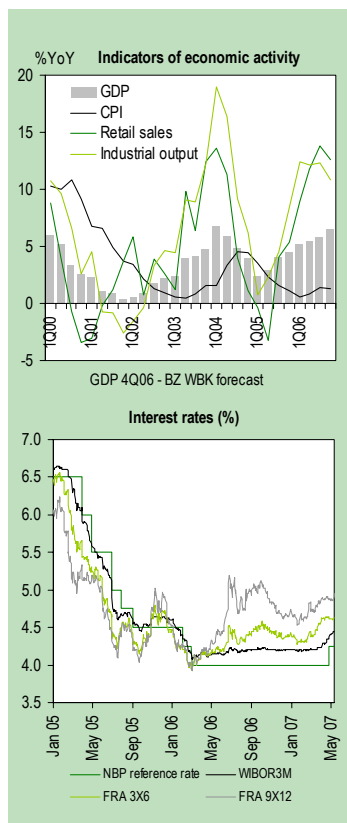 Indicators of economic activity
%YoY
20
15
10
5
0
-5
GDP
CPI
Retail sales
Industrial output
1Q00
1Q01
1Q02
1Q03
1Q04
1Q05
1Q06
GDP 4Q06 - BZ WBK forecast
Interest rates (%)
7.0
6.5
6.0
5.5
5.0
4.5
4.0
3.5
Jan 05
May 05
Sep 05
Jan 06
May 06
Sep 06
Jan 07
May 07
NBP reference rate
WIBOR3M
FRA 3X6
FRA 9X12